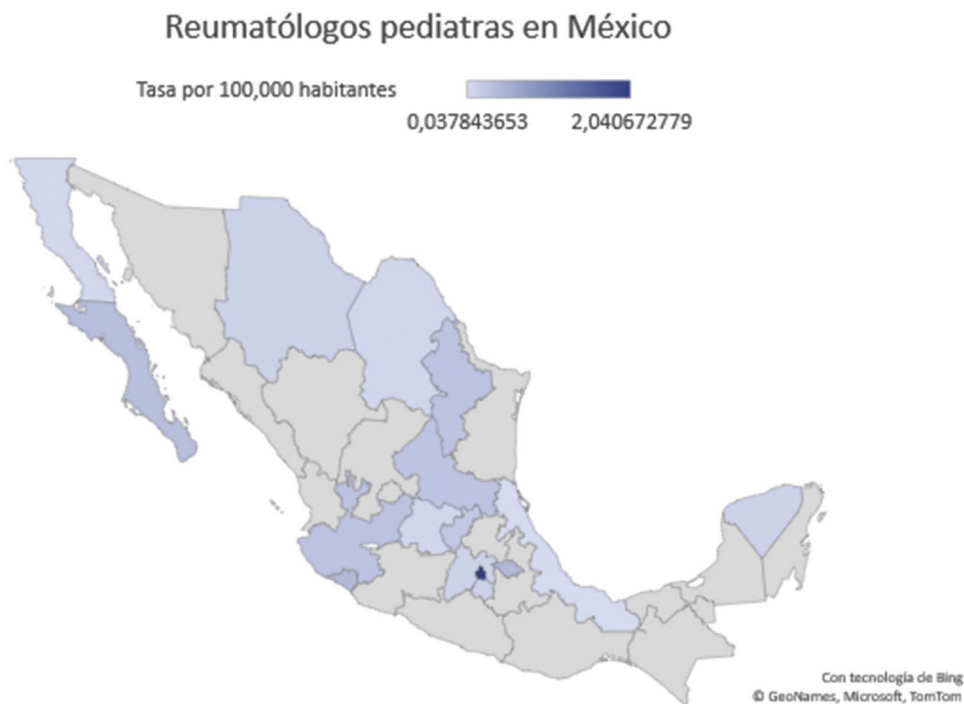 Reumatólogos pediatras en México
Tasa por 100,000 habitantes
0,037843653 2,040672779
Con tecnología de Bing
© GeoNames, Microsoft, TomTom